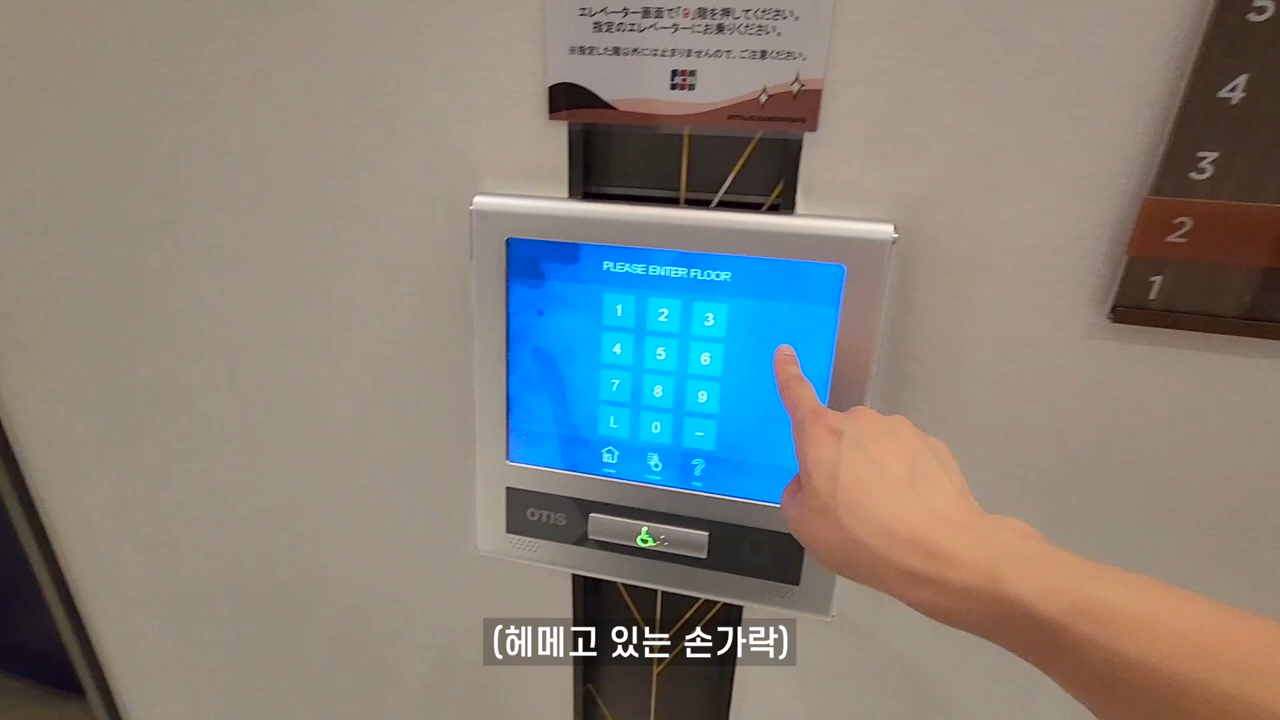 エレベーター画面で「9」階を押してください。
指定のエレベーターにお乗りください。
※指定した階以外には止まりませんので、ご注意ください。
JCB
5
4
3
2
1
PLEASE ENTER FLOOR
1 2 3
4 5 6
7 8 9
L 0 -
?
OTIS
(헤메고 있는 손가락)